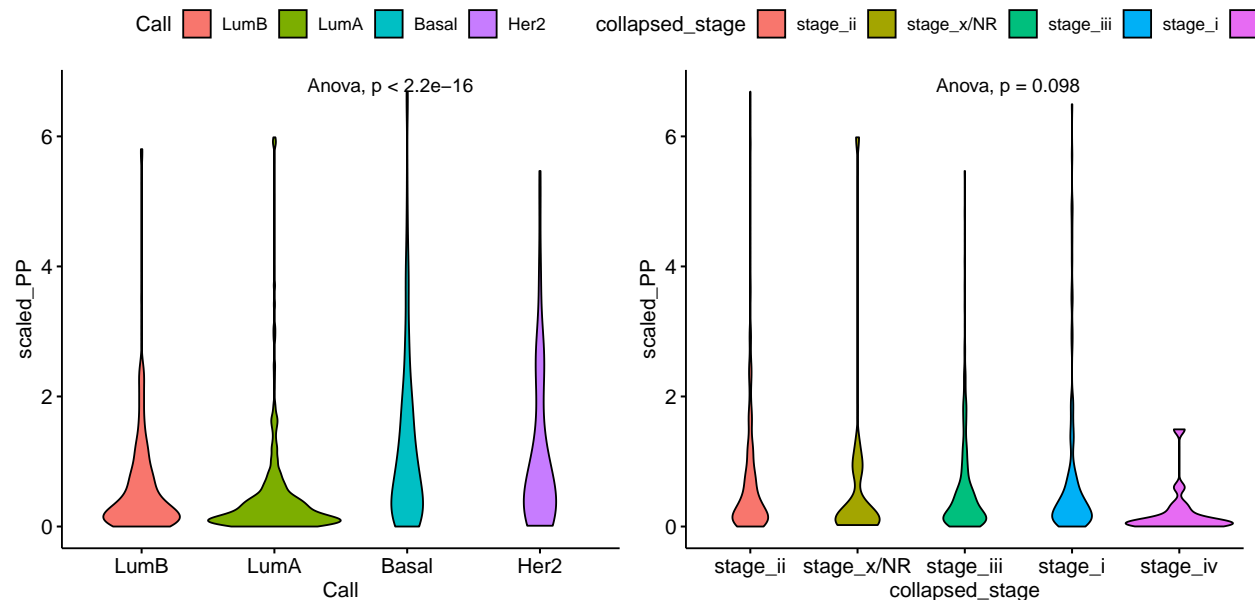 Call LumB LumA Basal Her2
collapsed_stage stage_ii stage_x/NR stage_iii stage_i
Anova, p < 2.2e−16
6
4
2
0
scaled_PP
LumB LumA Basal Her2
Call
Anova, p = 0.098
6
4
2
0
scaled_PP
stage_ii stage_x/NR stage_iii stage_i stage_iv
collapsed_stage